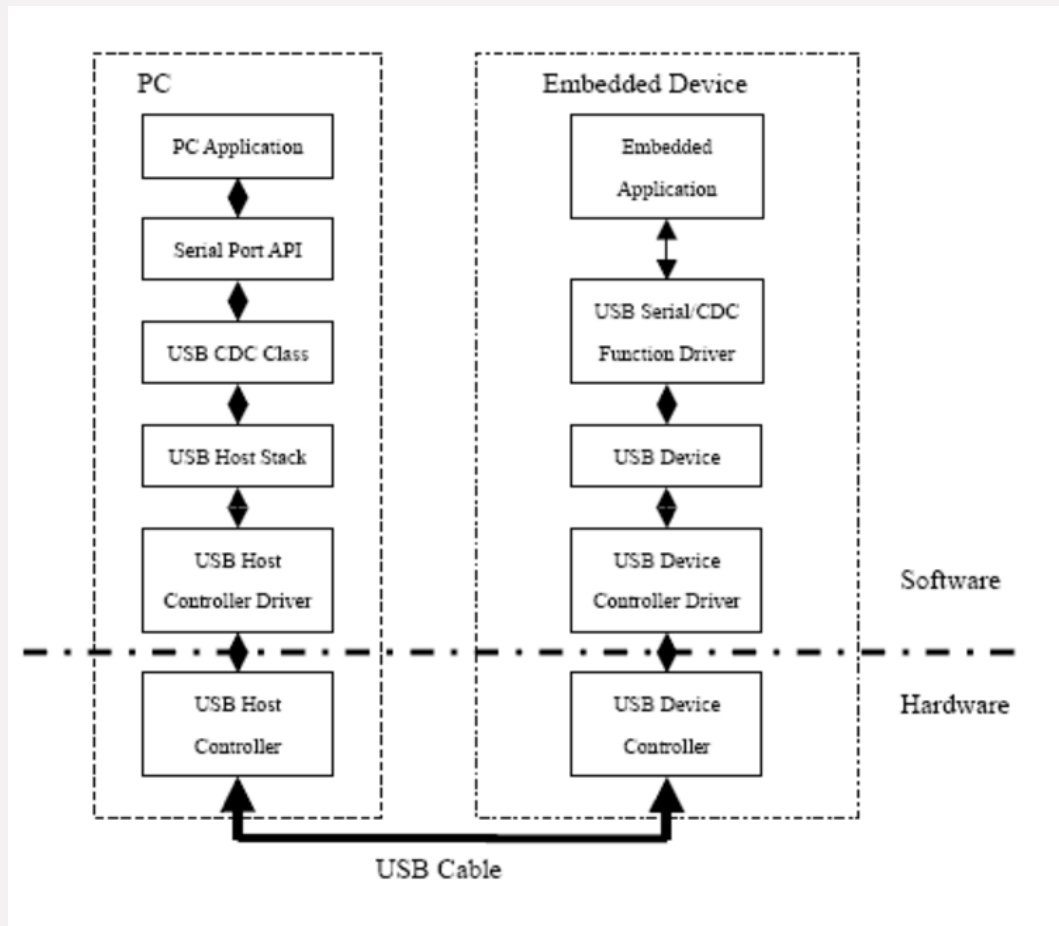 PC
PC Application
Serial Port API
USB CDC Class
USB Host Stack
USB Host
Controller Driver
USB Host
Controller
Embedded Device
Embedded
Application
USB Serial/CDC
Function Driver
USB Device
USB Device
Controller Driver
USB Device
Controller
Software
Hardware
USB Cable